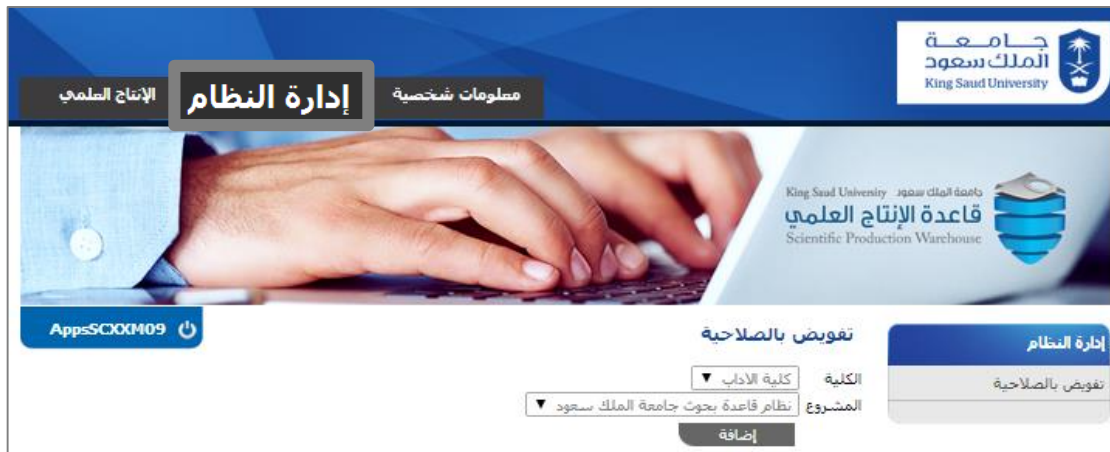 جـــامـــعـــة
الملك سعود
King Saud University
معلومات شخصية
إدارة النظام
الإنتاج العلمي
King Saud University جامعة الملك سعود
قاعدة الإنتاج العلمي
Scientific Production Warehouse
AppsSCXXM09
إدارة النظام
تفويض بالصلاحية
تفويض بالصلاحية
الكلية كلية الاداب ▼
المشروع نظام قاعدة بحوث جامعة الملك سعود ▼
إضافة